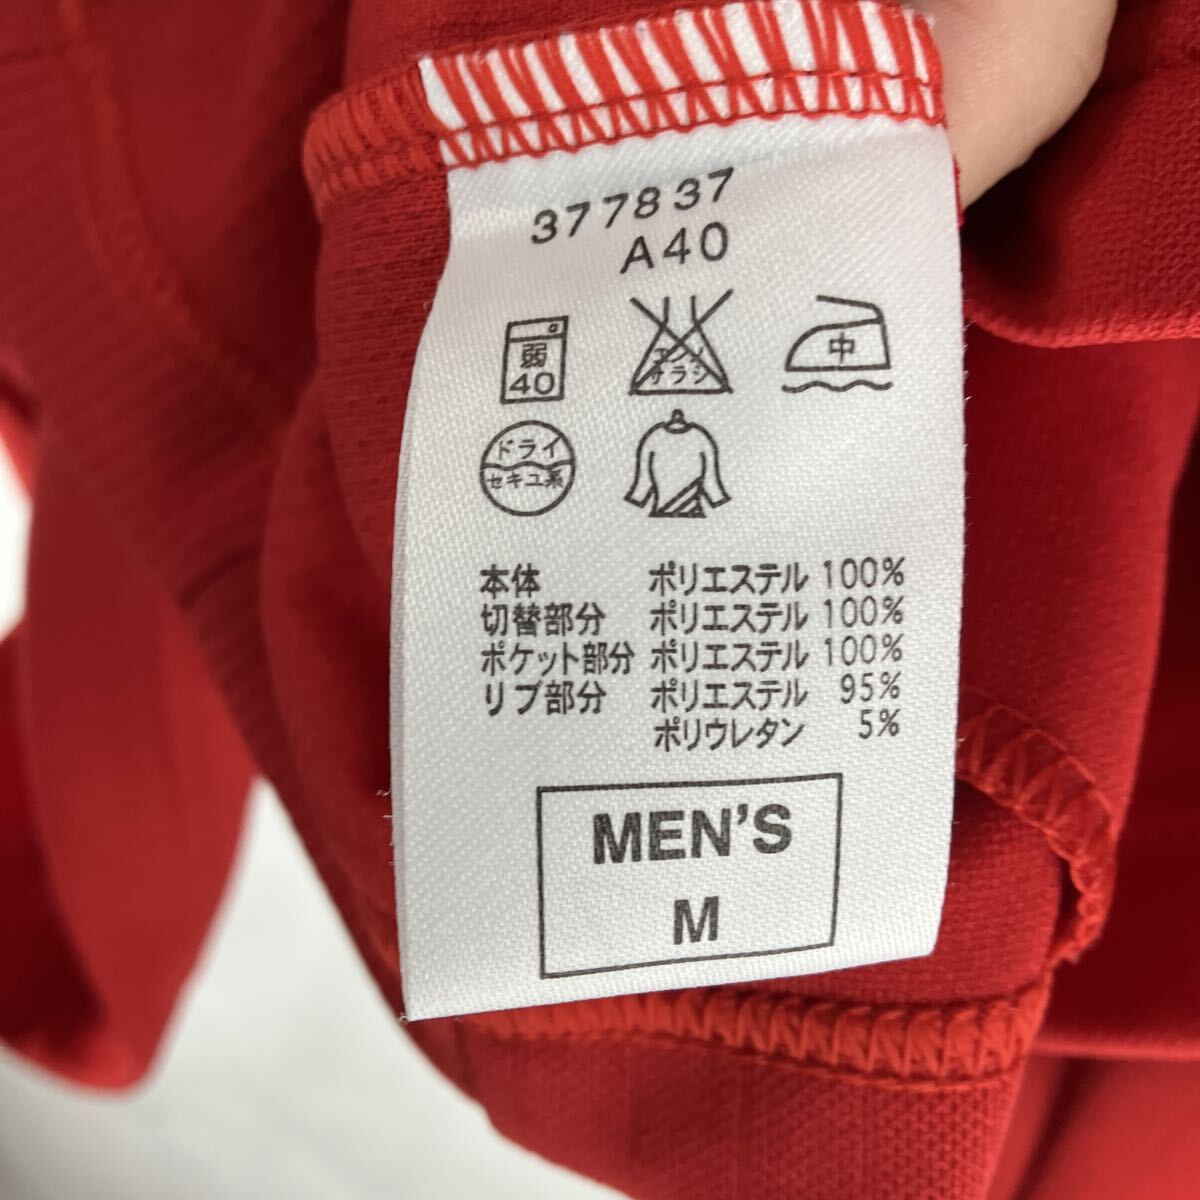 377837
A40
弱
40
エンソ
サラシ
中
ドライ
セキユ系
本体 ポリエステル 100%
切替部分 ポリエステル 100%
ポケット部分 ポリエステル 100%
リブ部分 ポリエステル 95%
ポリウレタン 5%
MEN'S
M